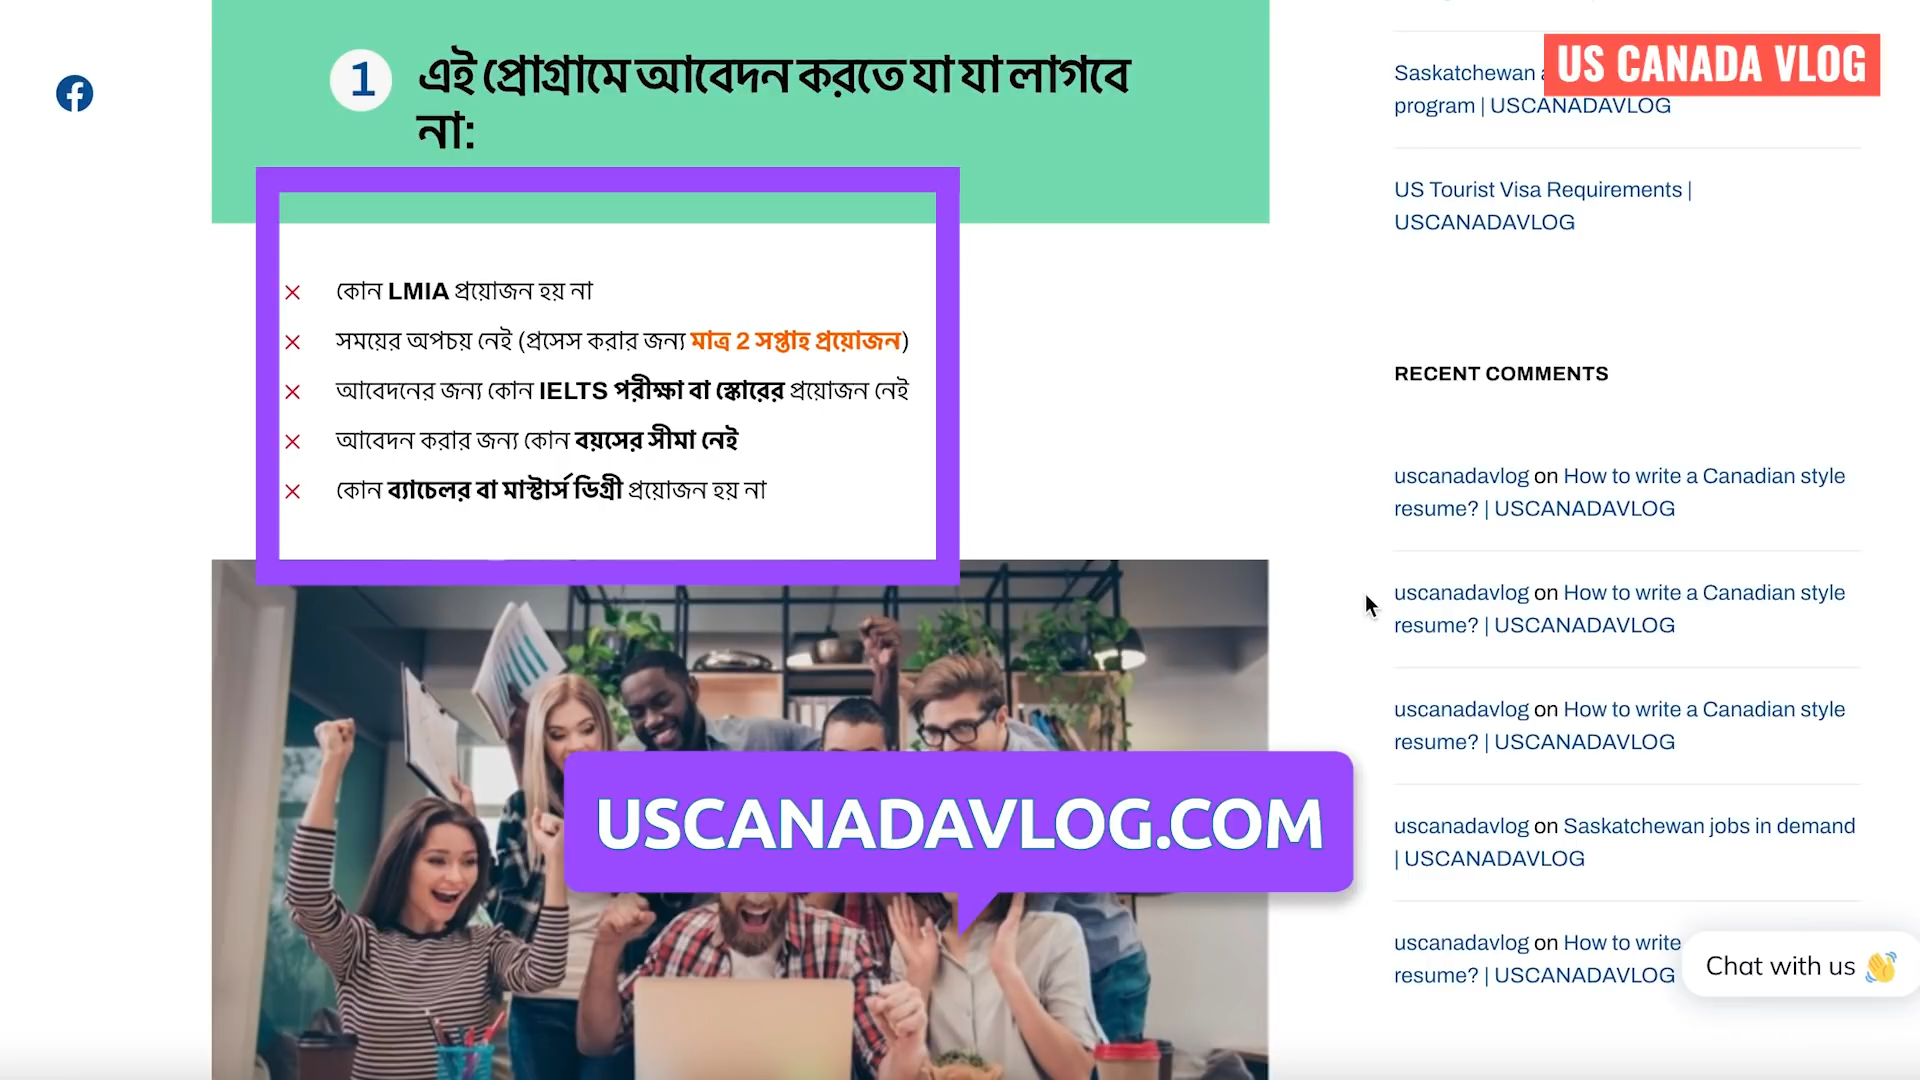 1 এই প্রোগ্রামে আবেদন করতে যা যা লাগবে
না:
কোন LMIA প্রয়োজন হয় না
সময়ের অপচয় নেই (প্রসেস করার জন্য মাত্র 2 সপ্তাহ প্রয়োজন)
আবেদনের জন্য কোন IELTS পরীক্ষা বা স্কোরের প্রয়োজন নেই
আবেদন করার জন্য কোন বয়সের সীমা নেই
কোন ব্যাচেলর বা মাস্টার্স ডিগ্রী প্রয়োজন হয় না
USCANADAVLOG.COM
US CANADA VLOG
Saskatchewan
program | USCANADAVLOG
US Tourist Visa Requirements |
USCANADAVLOG
RECENT COMMENTS
uscanadavlog on How to write a Canadian style
resume? | USCANADAVLOG
uscanadavlog on How to write a Canadian style
resume? | USCANADAVLOG
uscanadavlog on How to write a Canadian style
resume? | USCANADAVLOG
uscanadavlog on Saskatchewan jobs in demand
| USCANADAVLOG
uscanadavlog on How to write
resume? | USCANADAVLOG
Chat with us 👋